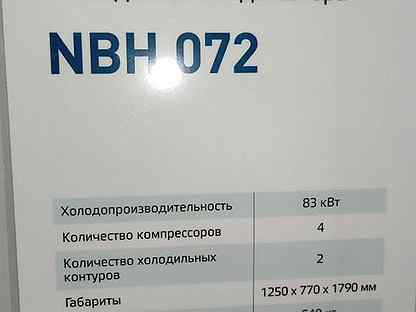 NBH 072
Холодопроизводительность 83 кВт
Количество компрессоров 4
Количество холодильных контуров 2
Габариты 1250 x 770 x 1790 мм